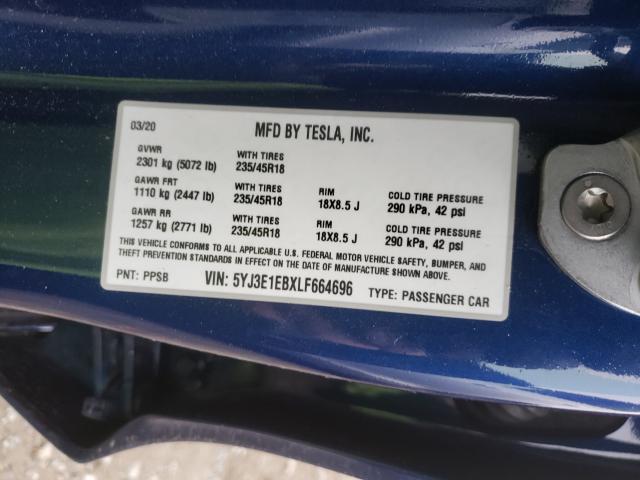 03/20 MFD BY TESLA, INC.
GVWR WITH TIRES
2301 kg (5072 lb) 235/45R18
GAWR FRT WITH TIRES RIM COLD TIRE PRESSURE
1110 kg (2447 lb) 235/45R18 18X8.5 J 290 kPa, 42 psi
GAWR RR WITH TIRES RIM COLD TIRE PRESSURE
1257 kg (2771 lb) 235/45R18 18X8.5 J 290 kPa, 42 psi
THIS VEHICLE CONFORMS TO ALL APPLICABLE U.S. FEDERAL MOTOR VEHICLE SAFETY, BUMPER, AND
THEFT PREVENTION STANDARDS IN EFFECT ON THE DATE OF MANUFACTURE SHOWN ABOVE.
PNT: PPSB VIN: 5YJ3E1EBXLF664696 TYPE: PASSENGER CAR